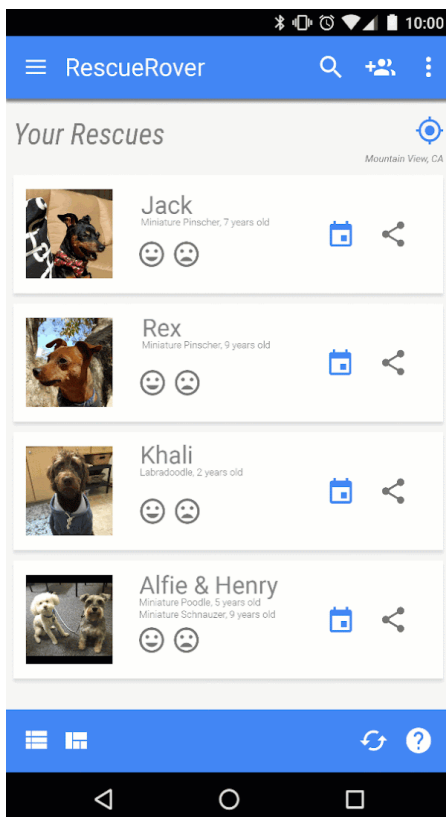 10:00
RescueRover
Your Rescues
Mountain View, CA
Jack
Miniature Pinscher, 7 years old
Rex
Miniature Pinscher, 9 years old
Khali
Labradoodle, 2 years old
Alfie & Henry
Miniature Poodle, 5 years old
Miniature Schnauzer, 9 years old